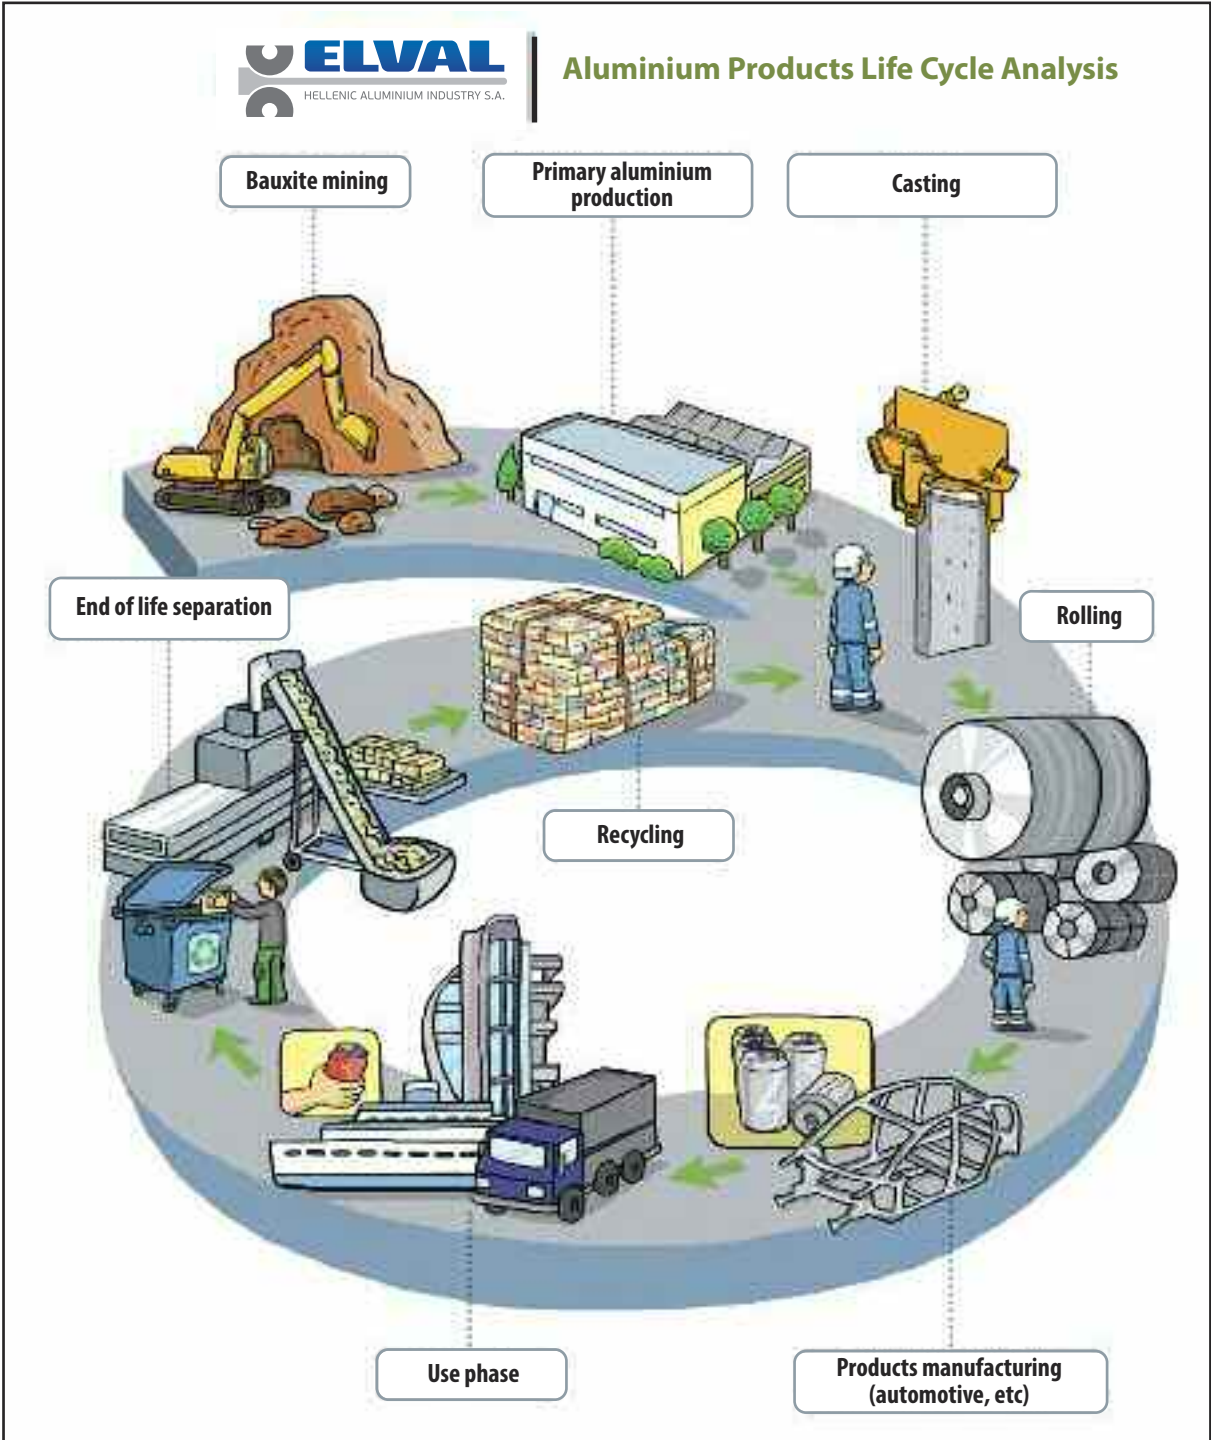 ELVAL
HELLENIC ALUMINIUM INDUSTRY S.A.
Aluminium Products Life Cycle Analysis
Bauxite mining
Primary aluminium
production
Casting
End of life separation
Rolling
Recycling
Use phase
Products manufacturing
(automotive, etc)